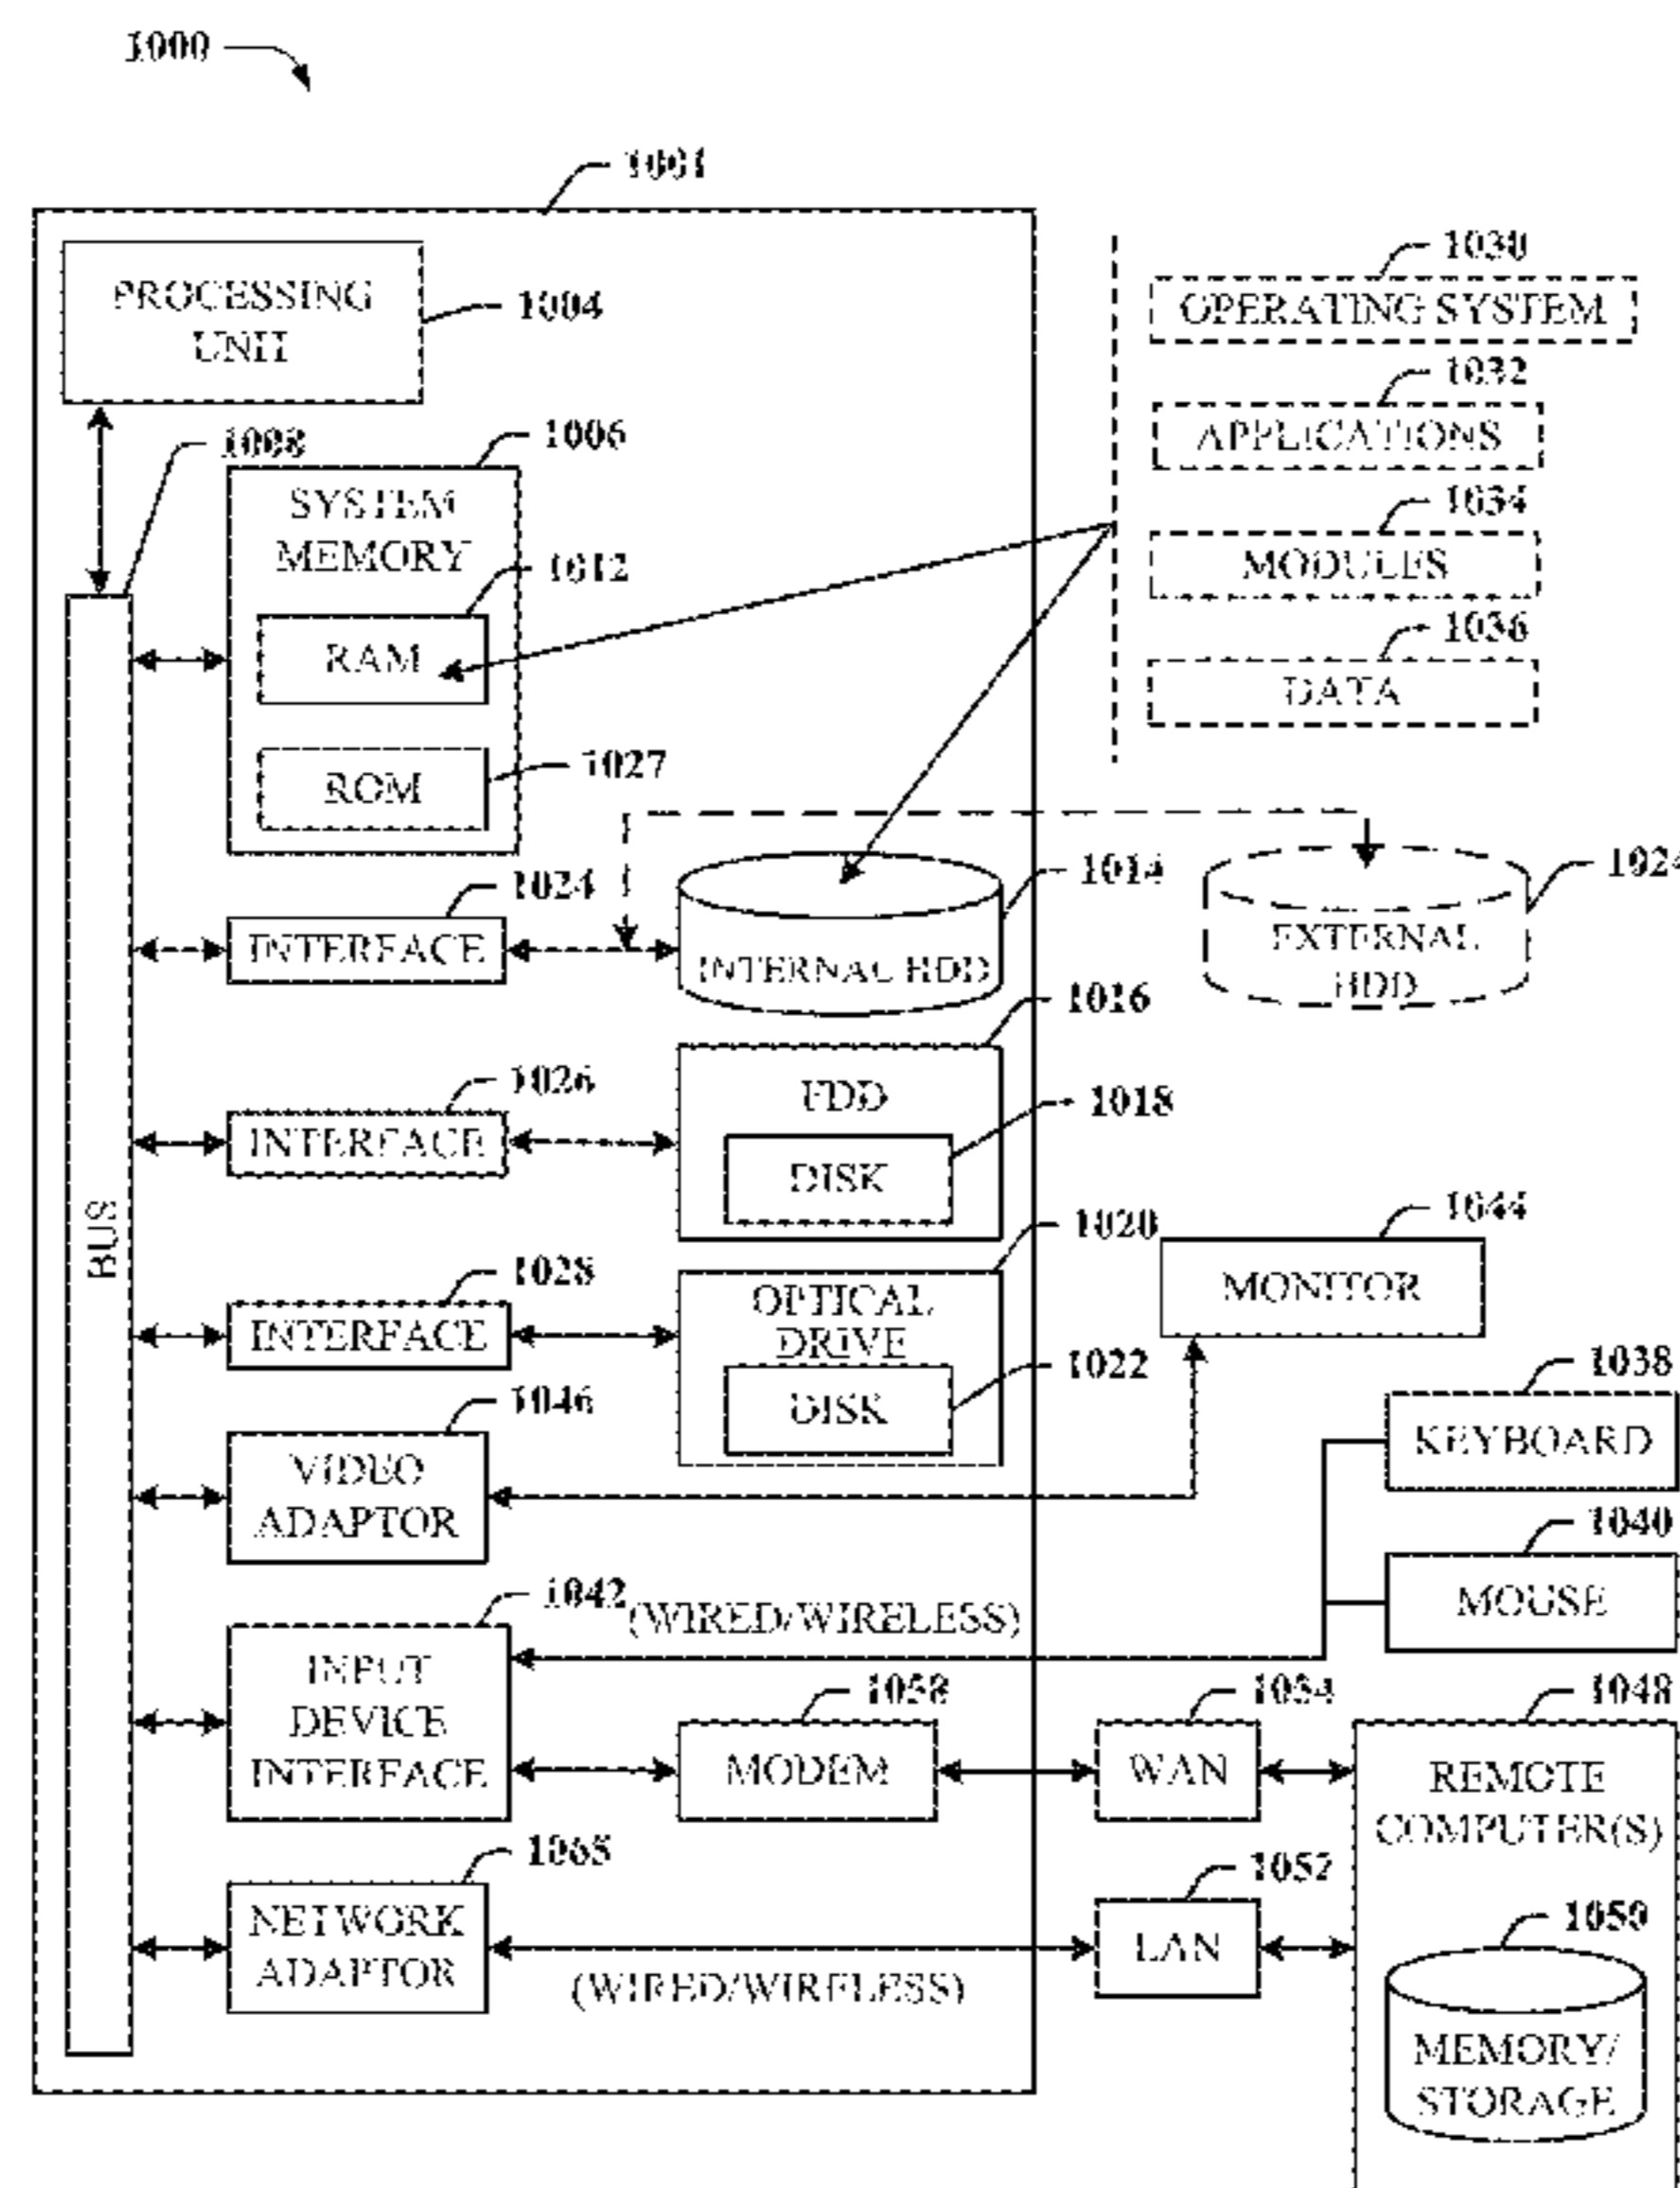 1000
1001
PROCESSING
UNIT
1004
1030
OPERATING SYSTEM
1032
APPLICATIONS
1034
MODULES
1036
DATA
1008
1006
SYSTEM
MEMORY
1012
RAM
1027
ROM
BUS
1024
INTERFACE
1014
INTERNAL HDD
1024
EXTERNAL
HDD
1026
INTERFACE
1016
FDD
1018
DISK
1028
INTERFACE
1020
OPTICAL
DRIVE
1022
DISK
1044
MONITOR
1046
VIDEO
ADAPTOR
1038
KEYBOARD
1040
MOUSE
1042
(WIRED/WIRELESS)
INPUT
DEVICE
INTERFACE
1058
MODEM
1054
WAN
1048
REMOTE
COMPUTER(S)
1065
NETWORK
ADAPTOR
(WIRED/WIRELESS)
1052
LAN
1050
MEMORY/
STORAGE